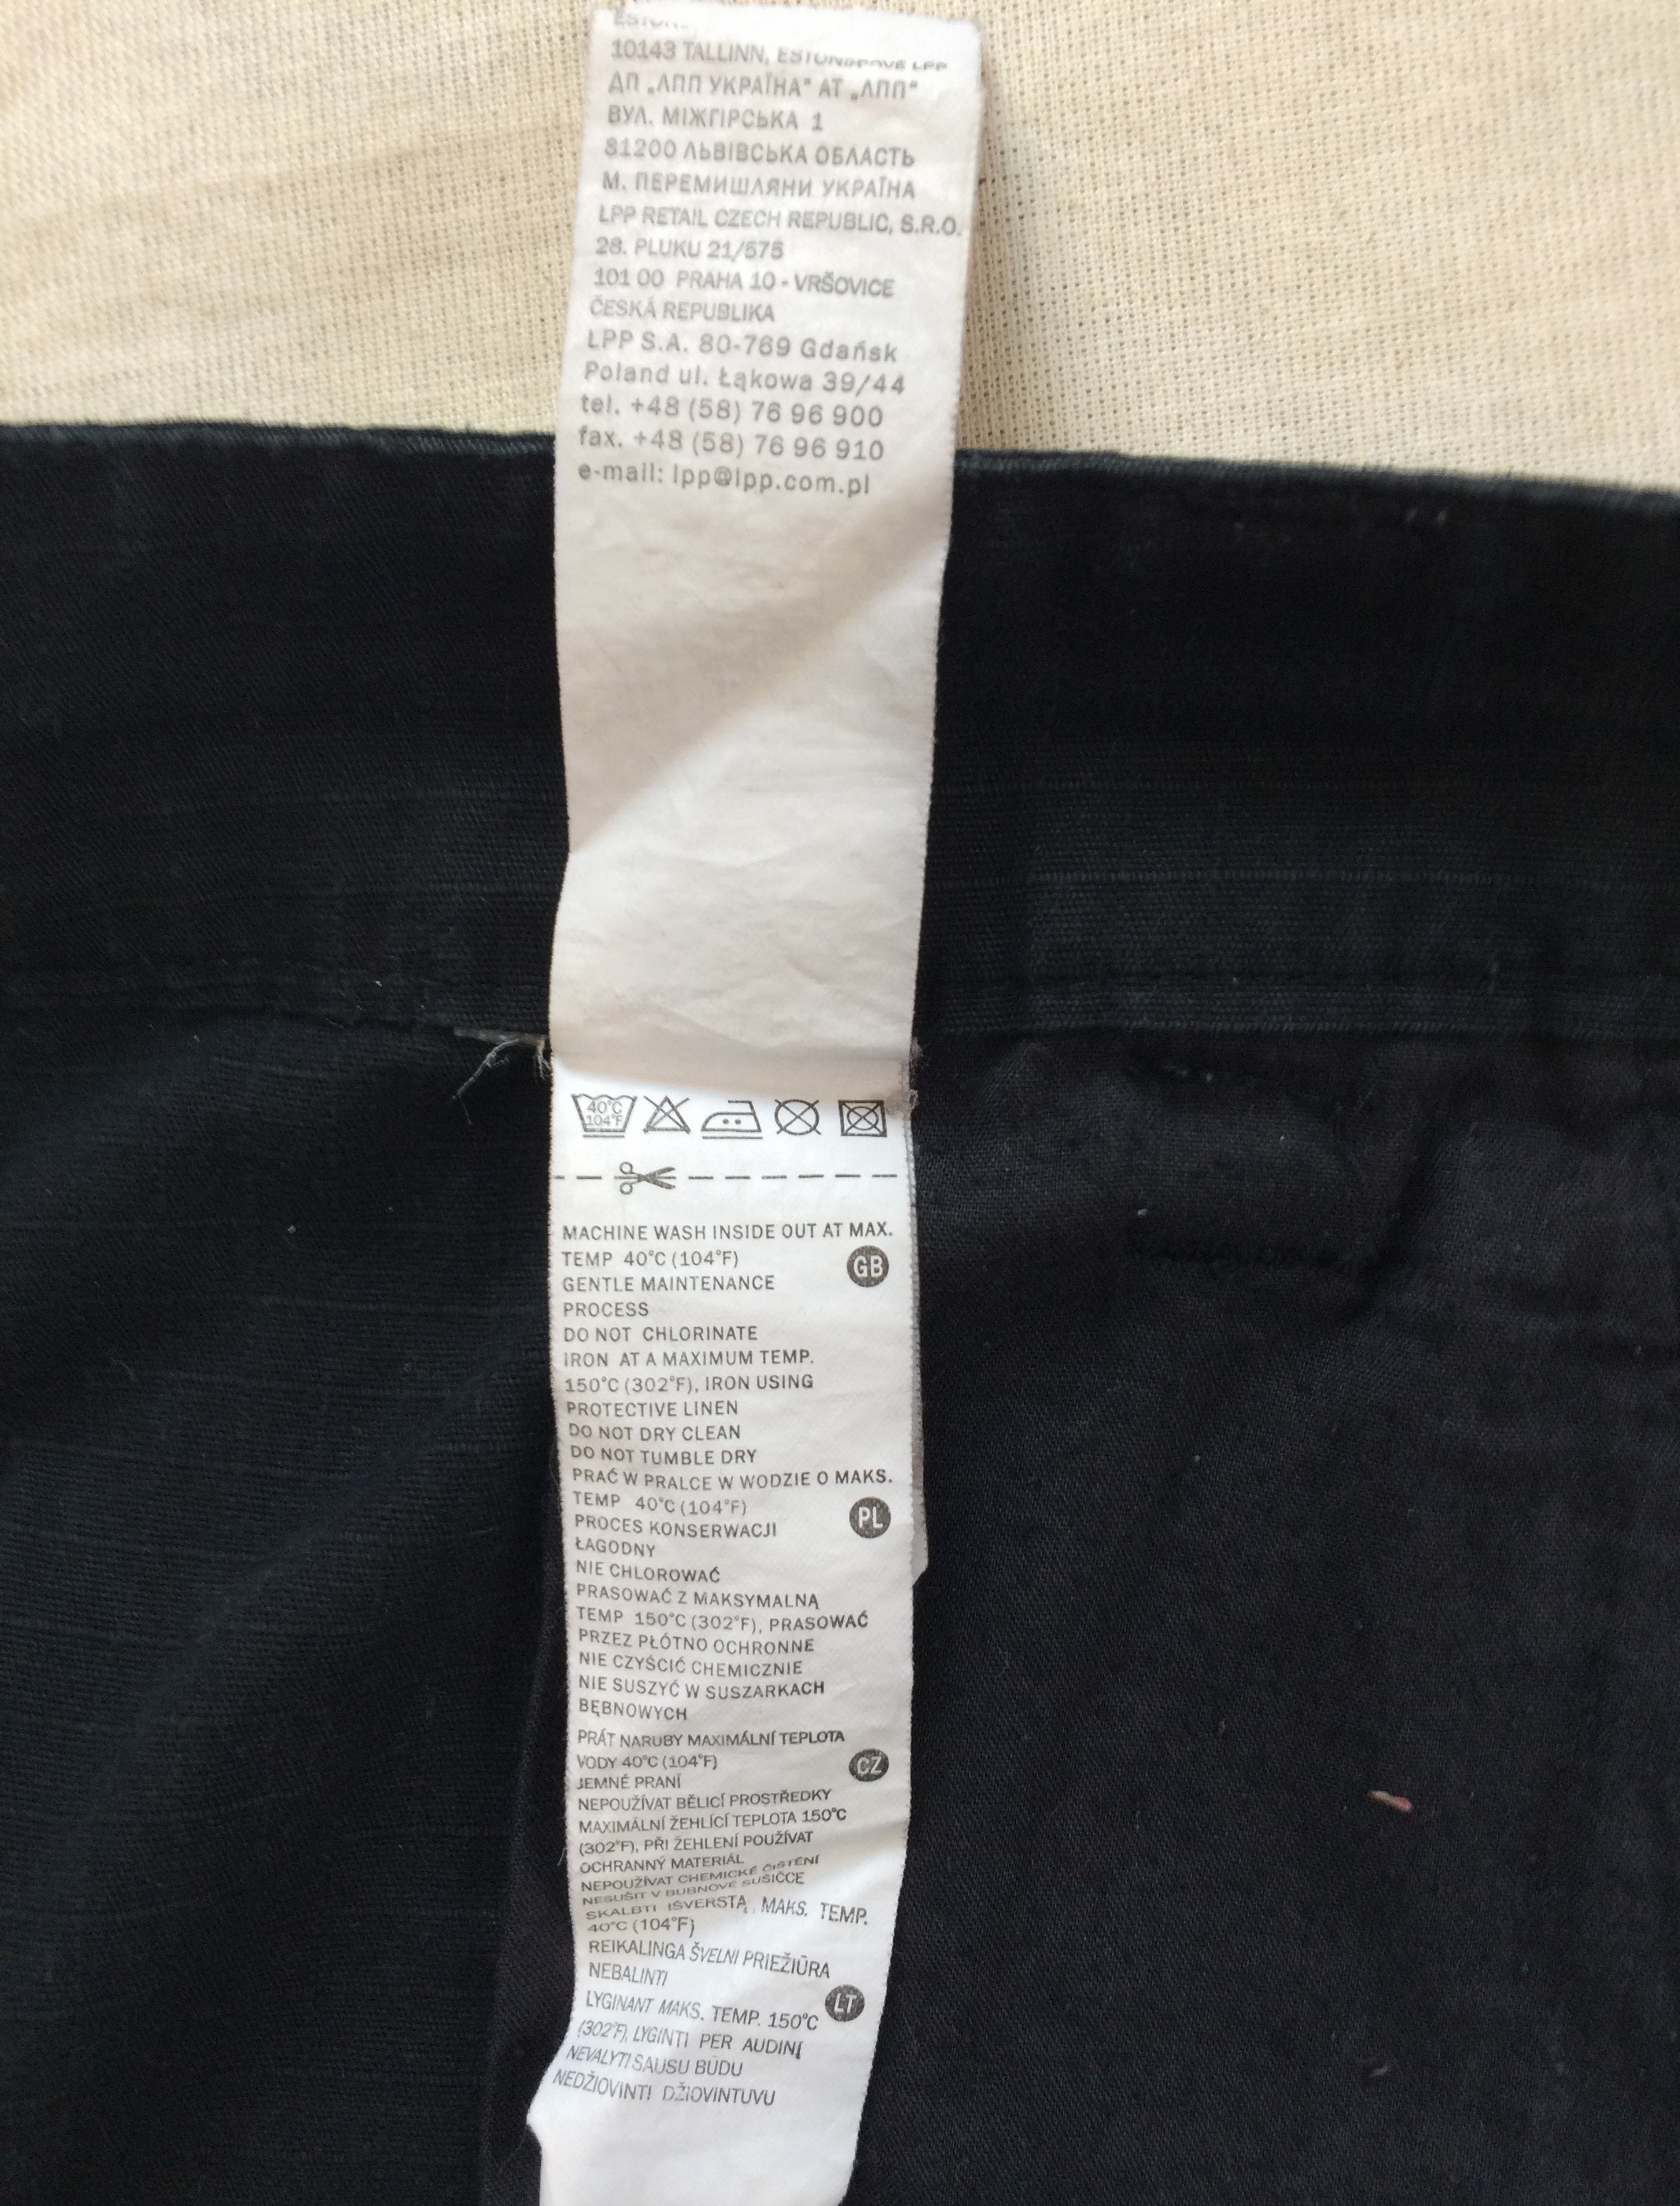 10143 TALLINN,
ДП „ЛПП УКРАЇНА" АТ „ЛПП"
ВУЛ. МІЖГІРСЬКА 1
81200 ЛЬВІВСЬКА ОБЛАСТЬ
М. ПЕРЕМИШЛЯНИ УКРАЇНА
LPP RETAIL CZECH REPUBLIC, S.R.O.
28. PLUKU 21/575
101 00 PRAHA 10 - VRŠOVICE
ČESKÁ REPUBLIKA
LPP S.A. 80-769 Gdańsk
Poland ul. Łąkowa 39/44
tel. +48 (58) 76 96 900
fax. +48 (58) 76 96 910
e-mail: lpp@lpp.com.pl
40°C
104°F
MACHINE WASH INSIDE OUT AT MAX.
TEMP 40°C (104°F)
GB
GENTLE MAINTENANCE
PROCESS
DO NOT CHLORINATE
IRON AT A MAXIMUM TEMP.
150°C (302°F), IRON USING
PROTECTIVE LINEN
DO NOT DRY CLEAN
DO NOT TUMBLE DRY
PRAĆ W PRALCE W WODZIE O MAKS.
TEMP 40°C (104°F)
PL
PROCES KONSERWACJI
ŁAGODNY
NIE CHLOROWAĆ
PRASOWAĆ Z MAKSYMALNĄ
TEMP 150°C (302°F), PRASOWAĆ
PRZEZ PŁÓTNO OCHRONNE
NIE CZYŚCIĆ CHEMICZNIE
NIE SUSZYĆ W SUSZARKACH
BĘBNOWYCH
PRÁT NARUBY MAXIMÁLNÍ TEPLOTA
VODY 40°C (104°F)
CZ
JEMNÉ PRANÍ
NEPOUŽÍVAT BĚLICÍ PROSTŘEDKY
MAXIMÁLNÍ ŽEHLÍCÍ TEPLOTA 150°C
(302°F), PŘI ŽEHLENÍ POUŽÍVAT
OCHRANNÝ MATERIÁL
NEPOUŽÍVAT CHEMICKÉ ČISTĚNÍ
NESUŠIT V BUBNOVÉ SUŠIČCE
SKALBTI IŠVERSTĄ, MAKS. TEMP.
40°C (104°F)
REIKALINGA ŠVELNI PRIEŽIŪRA
NEBALINTI
LT
LYGINANT MAKS. TEMP. 150°C
(302°F), LYGINTI PER AUDINĮ
NEVALYTI SAUSU BŪDU
NEDŽIOVINTI DŽIOVINTUVU